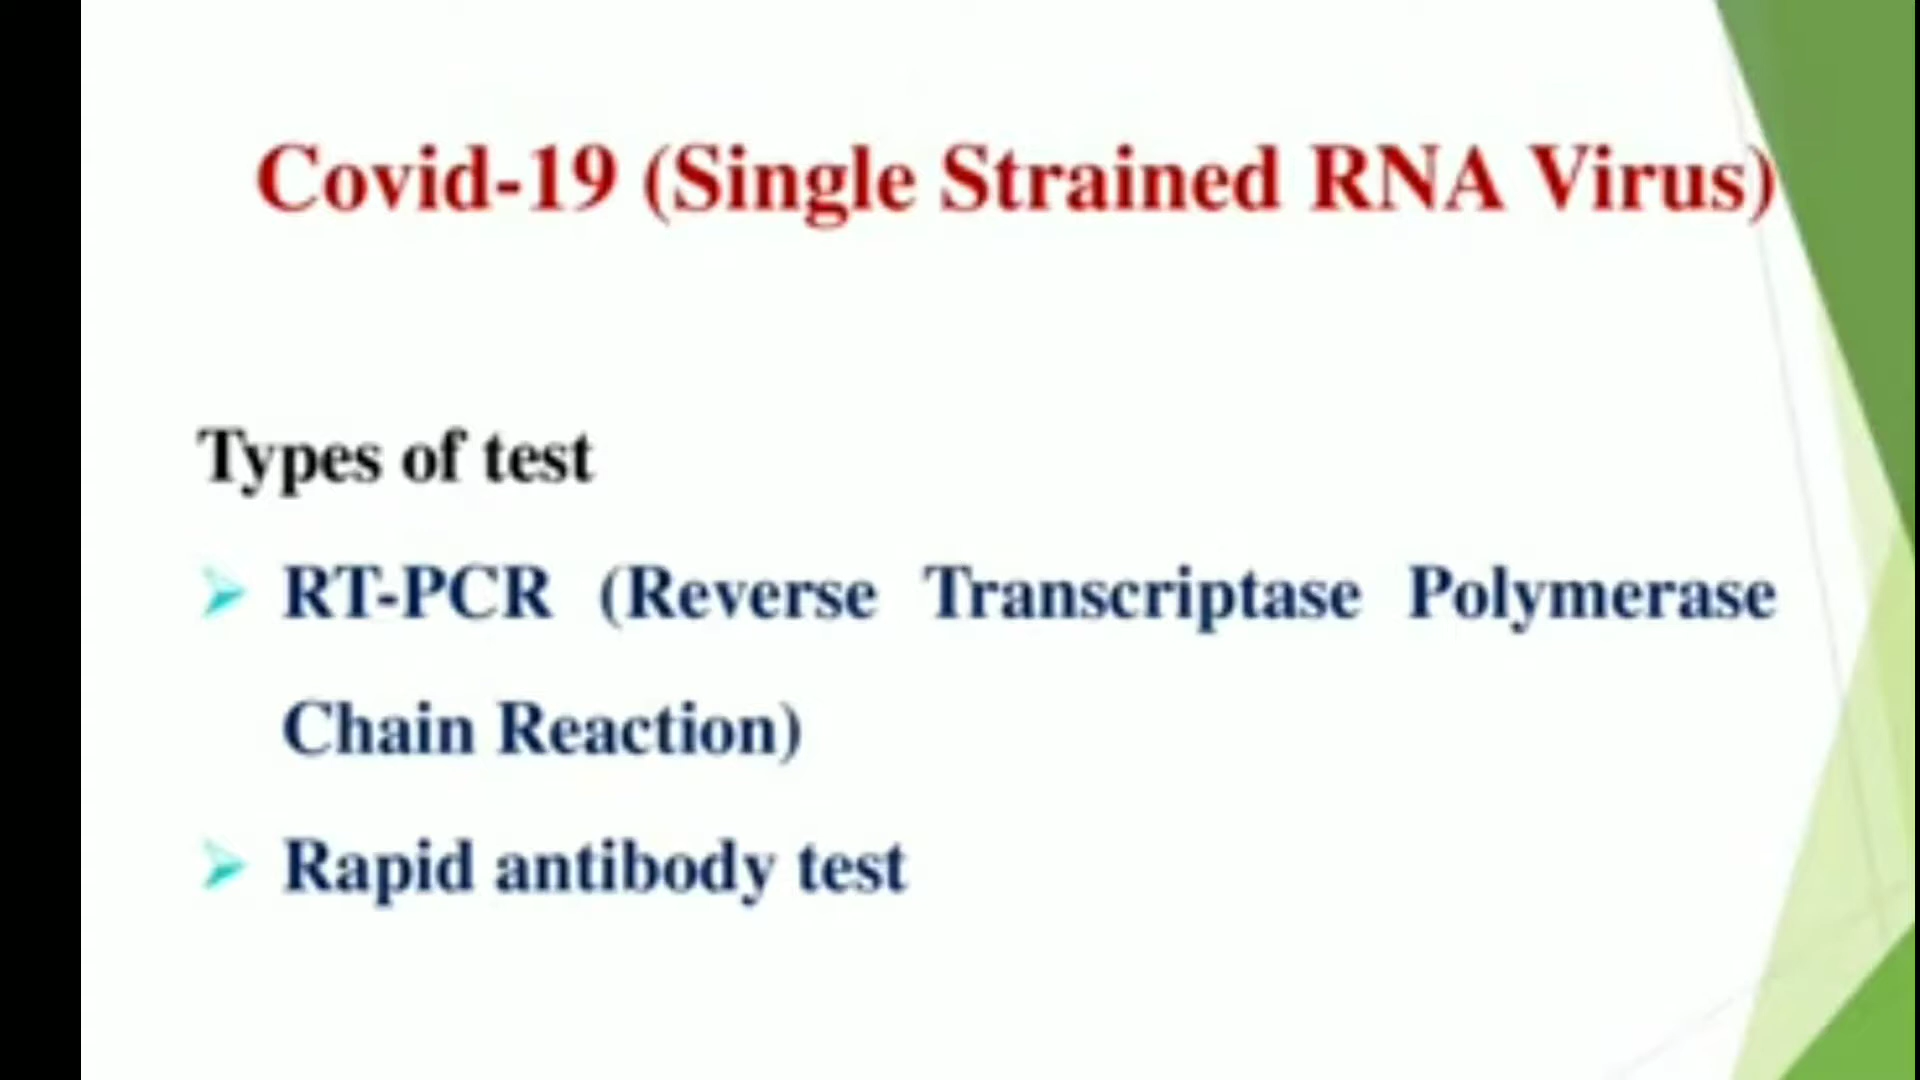 Covid-19 (Single Strained RNA Virus)
Types of test
RT-PCR (Reverse Transcriptase Polymerase
Chain Reaction)
Rapid antibody test